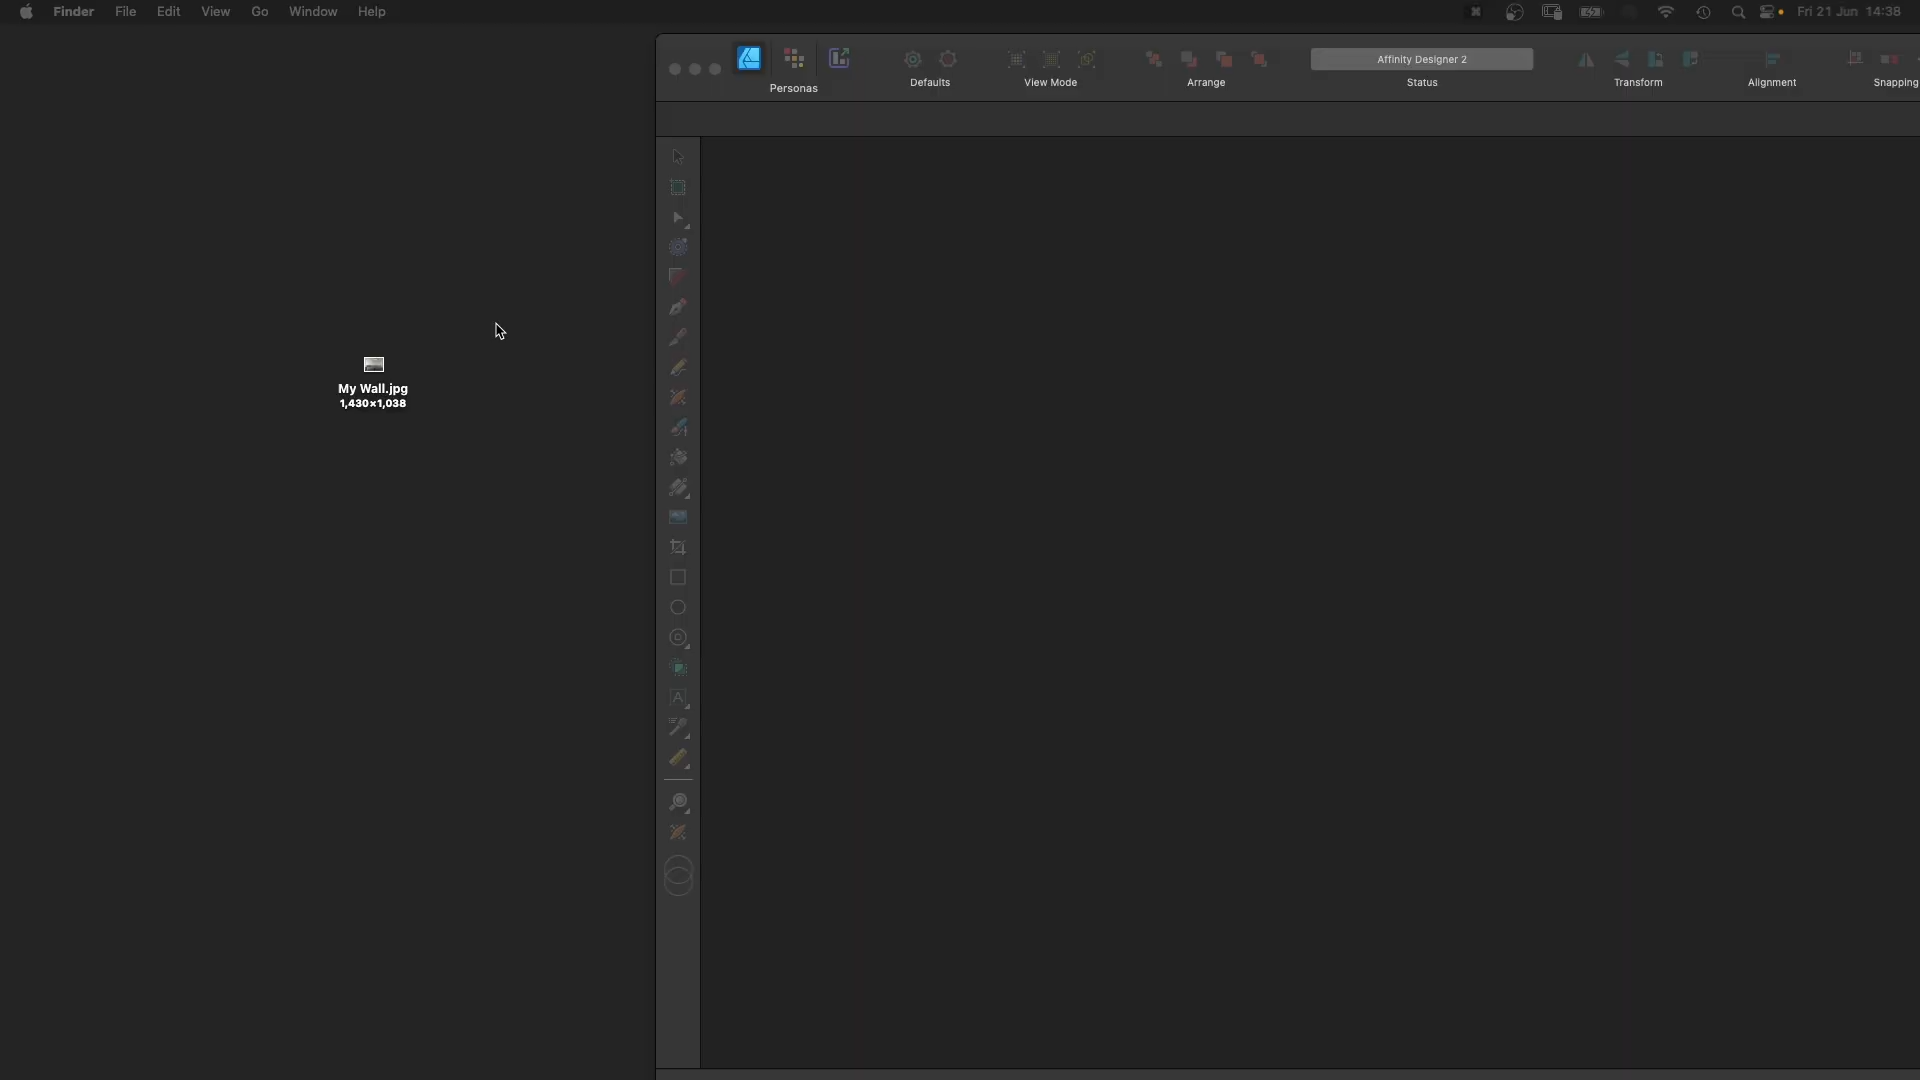 Finder File Edit View Go Window Help Fri 21 Jun 14:38
Affinity Designer 2
Personas Defaults View Mode Arrange Status Transform Alignment Snapping
My Wall.jpg
1,430×1,038
A